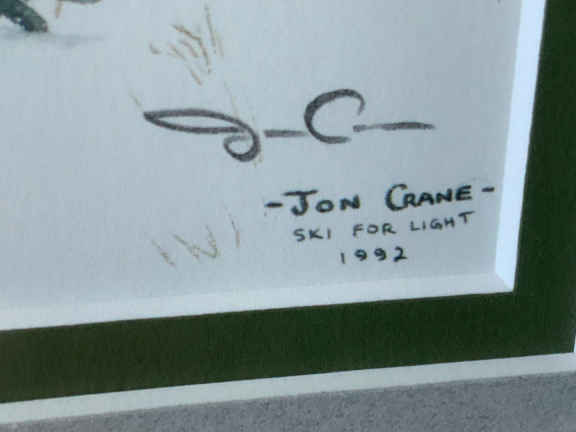 J-C-
-JON CRANE-
SKI FOR LIGHT
1992